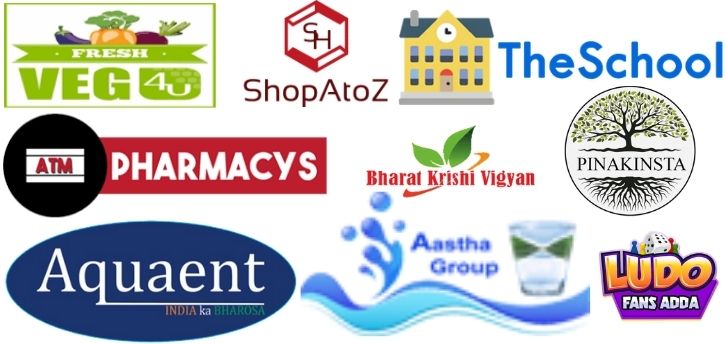 FRESH
VEG 4U
SH
ShopAtoZ
TheSchool
ATM
PHARMACYS
Bharat Krishi Vigyan
PINAKINSTA
Aquaent
INDIA ka BHAROSA
Aastha
Group
LUDO
FANS ADDA